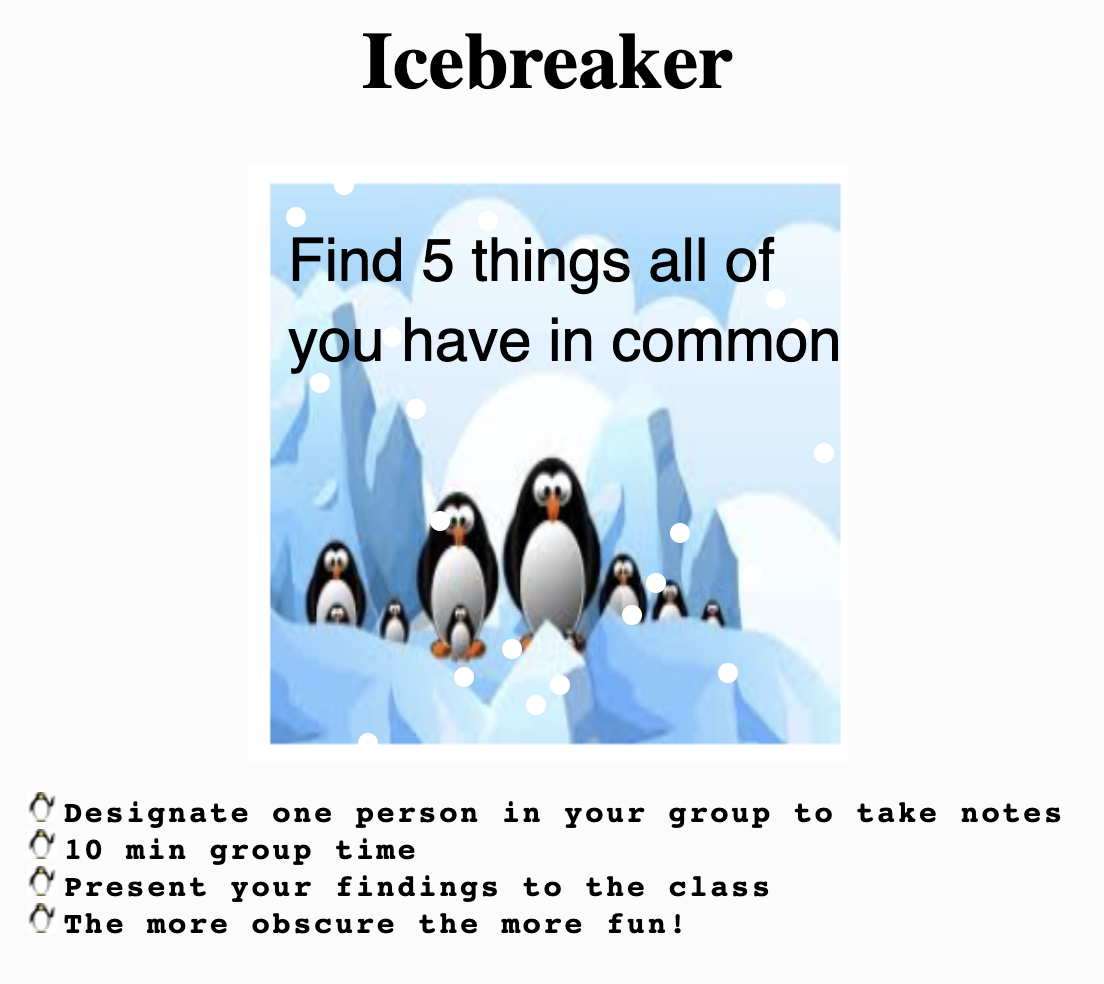 Icebreaker
Find 5 things all of
you have in common
Designate one person in your group to take notes
10 min group time
Present your findings to the class
The more obscure the more fun!